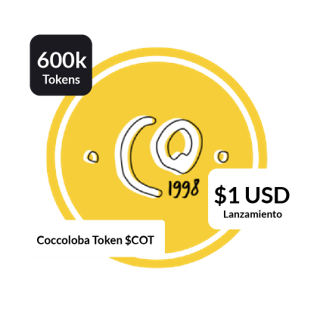 600k
Tokens
CO
1998
$1 USD
Lanzamiento
Coccoloba Token $COT